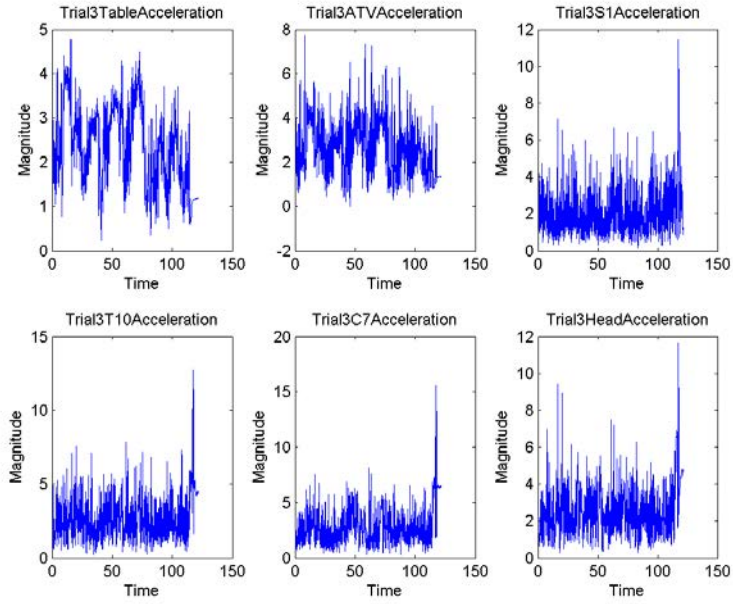 Trial3TableAcceleration
Trial3ATVAcceleration
Trial3S1Acceleration
5
4
3
2
1
0
Magnitude
0 50 100 150
Time
8
6
4
2
0
-2
Magnitude
0 50 100 150
Time
12
10
8
6
4
2
0
Magnitude
0 50 100 150
Time
Trial3T10Acceleration
Trial3C7Acceleration
Trial3HeadAcceleration
15
10
5
0
Magnitude
0 50 100 150
Time
20
15
10
5
0
Magnitude
0 50 100 150
Time
12
10
8
6
4
2
0
Magnitude
0 50 100 150
Time